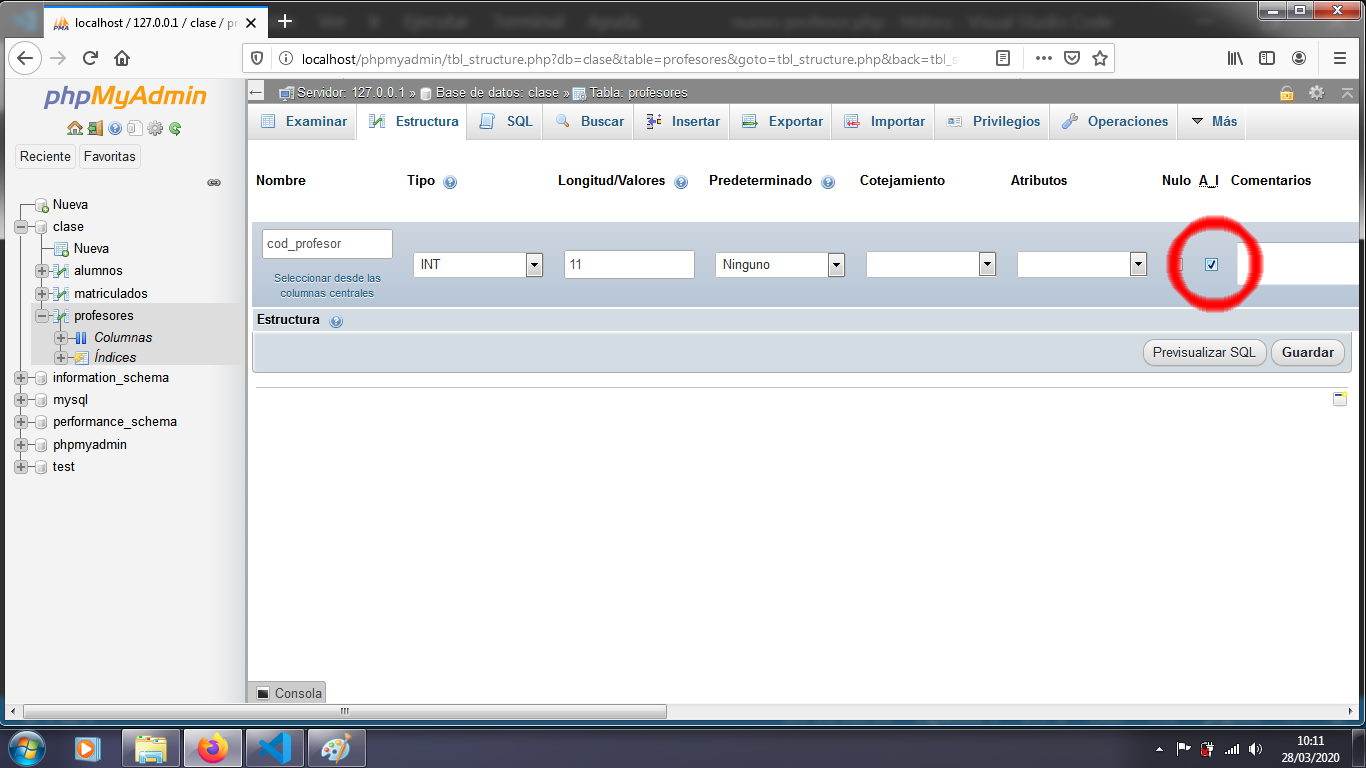 localhost / 127.0.0.1 / clase / pr
localhost/phpmyadmin/tbl_structure.php?db=clase&table=profesores&goto=tbl_structure.php&back=tbl_s
phpMyAdmin
Reciente Favoritas
Nueva
clase
Nueva
alumnos
matriculados
profesores
Columnas
Índices
information_schema
mysql
performance_schema
phpmyadmin
test
Servidor: 127.0.0.1 » Base de datos: clase » Tabla: profesores
Examinar Estructura SQL Buscar Insertar Exportar Importar Privilegios Operaciones Más
Nombre Tipo Longitud/Valores Predeterminado Cotejamiento Atributos Nulo A_I Comentarios
cod_profesor INT 11 Ninguno
Seleccionar desde las
columnas centrales
Estructura
Previsualizar SQL Guardar
Consola
10:11
28/03/2020